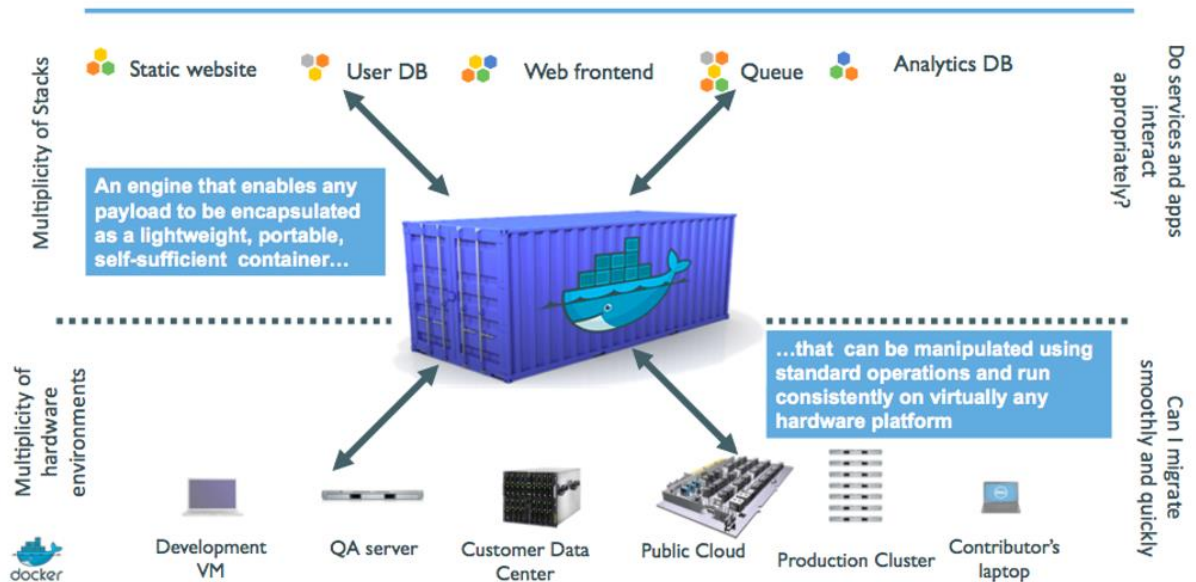 Multiplicity of Stacks
Static website
User DB
Web frontend
Queue
Analytics DB
Do services and apps
interact
appropriately?
An engine that enables any
payload to be encapsulated
as a lightweight, portable,
self-sufficient container…
…that can be manipulated using
standard operations and run
consistently on virtually any
hardware platform
Multiplicity of
hardware
environments
Can I migrate
smoothly and quickly
Development
VM
QA server
Customer Data
Center
Public Cloud
Production Cluster
Contributor’s
laptop
docker